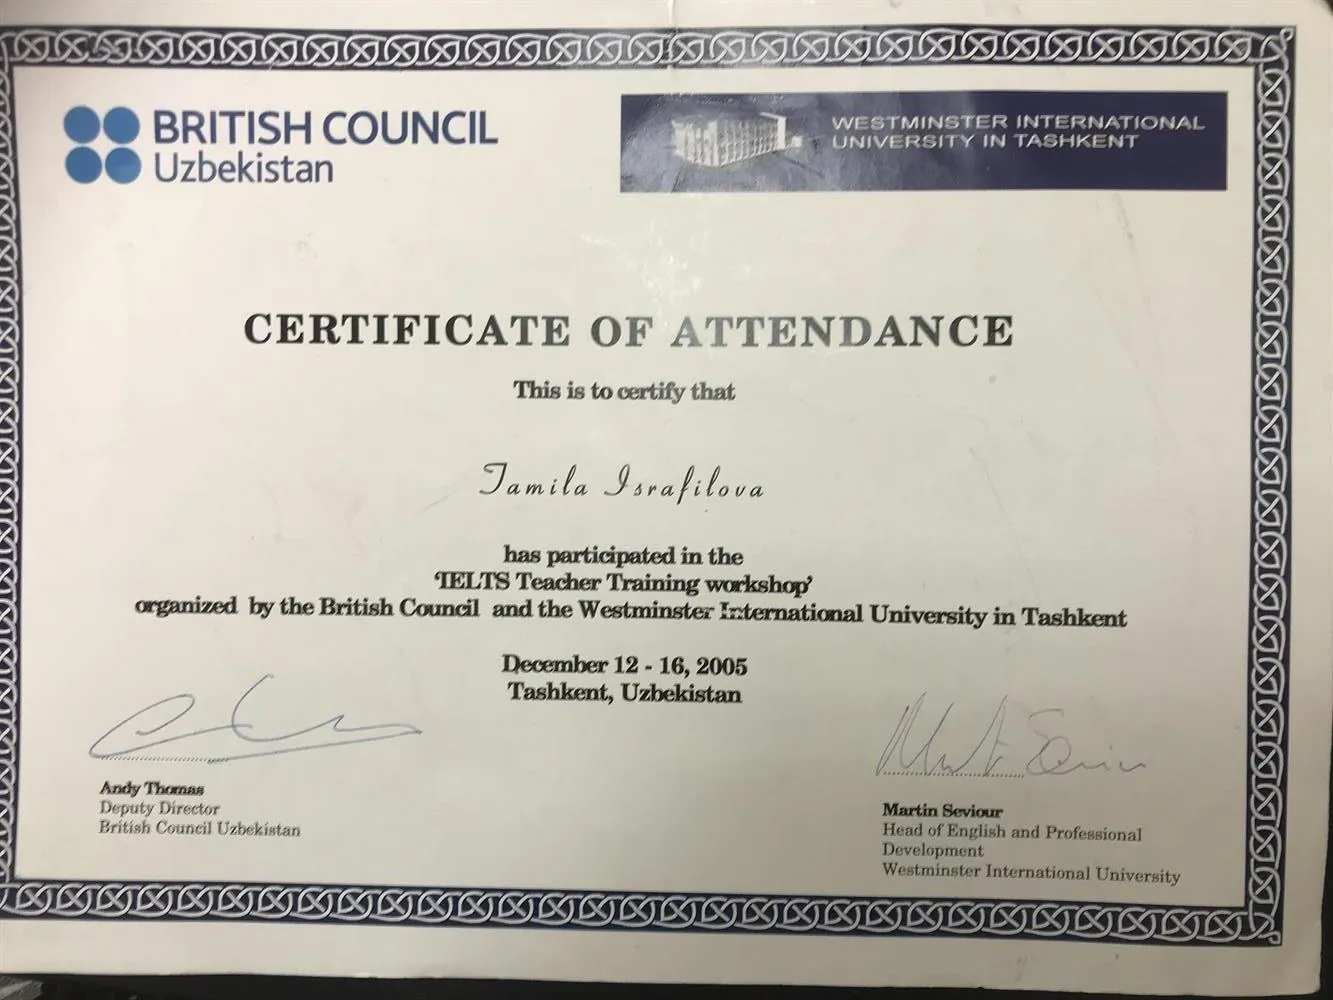 BRITISH COUNCIL
Uzbekistan
WESTMINSTER INTERNATIONAL
UNIVERSITY IN TASHKENT
CERTIFICATE OF ATTENDANCE
This is to certify that
Tamila Israfilova
has participated in the
'IELTS Teacher Training workshop'
organized by the British Council and the Westminster International University in Tashkent
December 12 - 16, 2005
Tashkent, Uzbekistan
Andy Thomas
Deputy Director
British Council Uzbekistan
Martin Seviour
Head of English and Professional
Development
Westminster International University